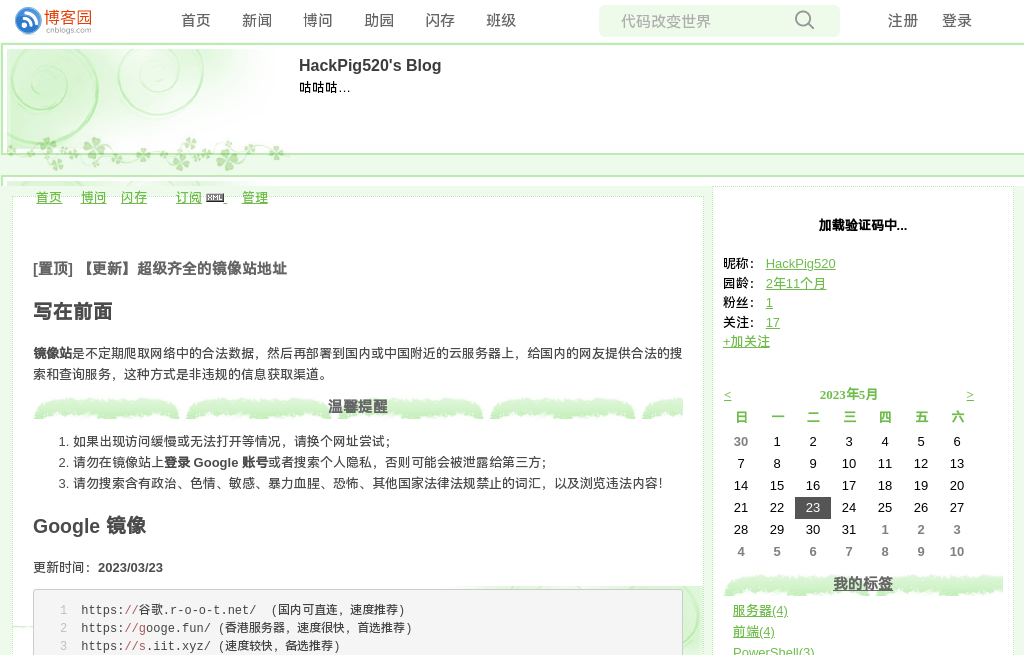 博客园
cnblogs.com
首页 新闻 博问 助园 闪存 班级
代码改变世界
注册 登录
HackPig520's Blog
咕咕咕…
首页 博问 闪存 订阅 XML 管理
[置顶] 【更新】超级齐全的镜像站地址
写在前面
镜像站是不定期爬取网络中的合法数据，然后再部署到国内或中国附近的云服务器上，给国内的网友提供合法的搜
索和查询服务，这种方式是非违规的信息获取渠道。
温馨提醒
1. 如果出现访问缓慢或无法打开等情况，请换个网址尝试；
2. 请勿在镜像站上登录 Google 账号或者搜索个人隐私，否则可能会被泄露给第三方；
3. 请勿搜索含有政治、色情、敏感、暴力血腥、恐怖、其他国家法律法规禁止的词汇，以及浏览违法内容！
Google 镜像
更新时间：2023/03/23
1 https://谷歌.r-o-o-t.net/ （国内可直连，速度推荐）
2 https://googe.fun/ （香港服务器，速度很快，首选推荐）
3 https://s.iit.xyz/ （速度较快，备选推荐）
加载验证码中...
昵称： HackPig520
园龄： 2年11个月
粉丝： 1
关注： 17
+加关注
< 2023年5月 >
日 一 二 三 四 五 六
30 1 2 3 4 5 6
7 8 9 10 11 12 13
14 15 16 17 18 19 20
21 22 23 24 25 26 27
28 29 30 31 1 2 3
4 5 6 7 8 9 10
我的标签
服务器(4)
前端(4)
PowerShell(3)